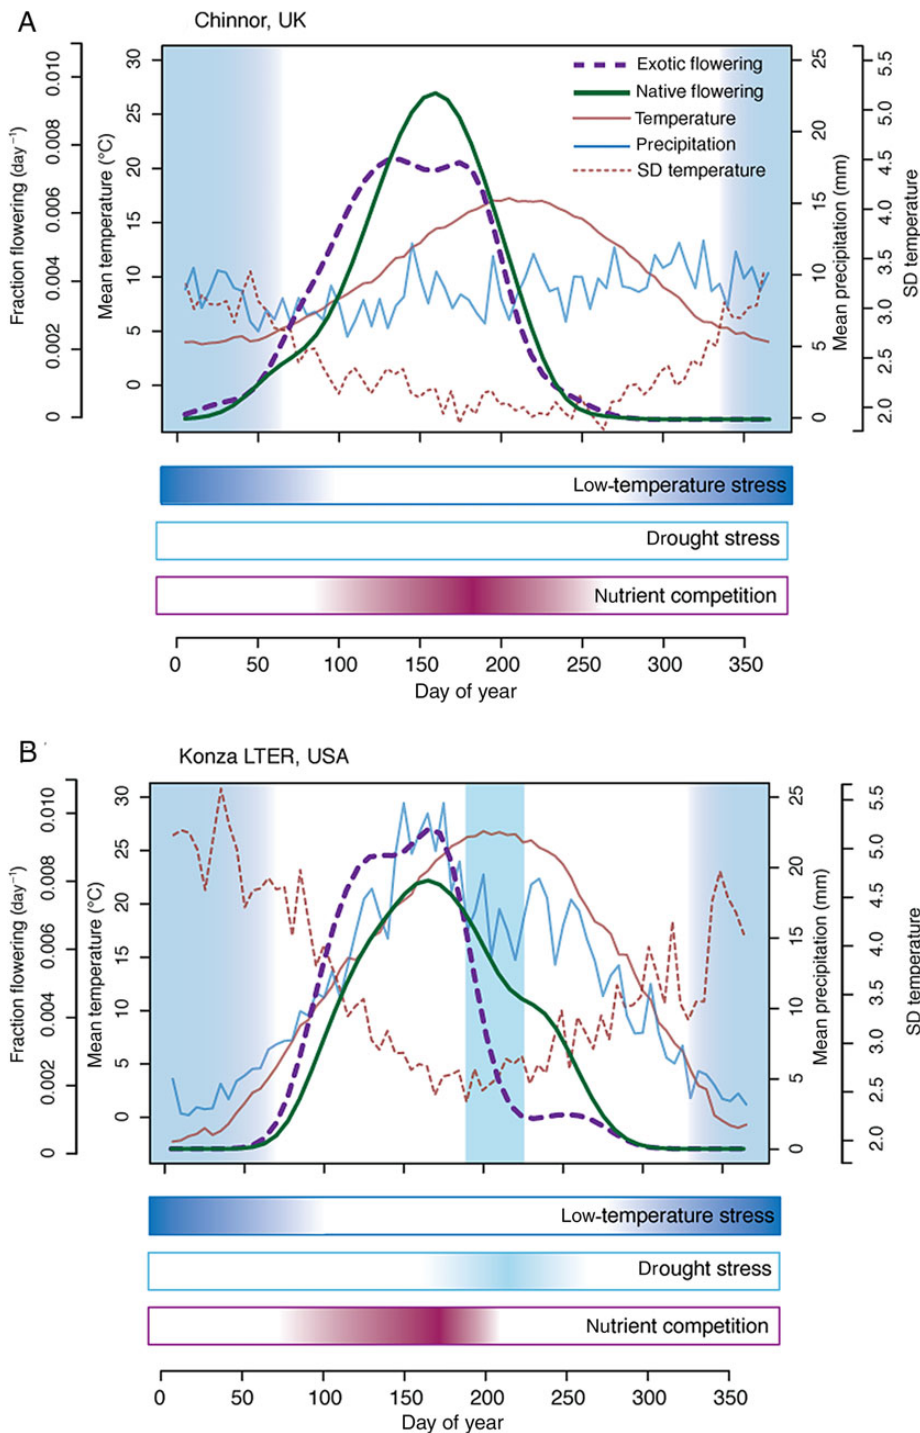 A
Chinnor, UK
Fraction flowering (day⁻¹)
0.010
0.008
0.006
0.004
0.002
0
Mean temperature (°C)
30
25
20
15
10
5
0
Exotic flowering
Native flowering
Temperature
Precipitation
SD temperature
25
20
15
10
5
0
Mean precipitation (mm)
5.5
5.0
4.5
4.0
3.5
3.0
2.5
2.0
SD temperature
Low-temperature stress
Drought stress
Nutrient competition
0 50 100 150 200 250 300 350
Day of year
B
Konza LTER, USA
Fraction flowering (day⁻¹)
0.010
0.008
0.006
0.004
0.002
0
Mean temperature (°C)
30
25
20
15
10
5
0
25
20
15
10
5
0
Mean precipitation (mm)
5.5
5.0
4.5
4.0
3.5
3.0
2.5
2.0
SD temperature
Low-temperature stress
Drought stress
Nutrient competition
0 50 100 150 200 250 300 350
Day of year